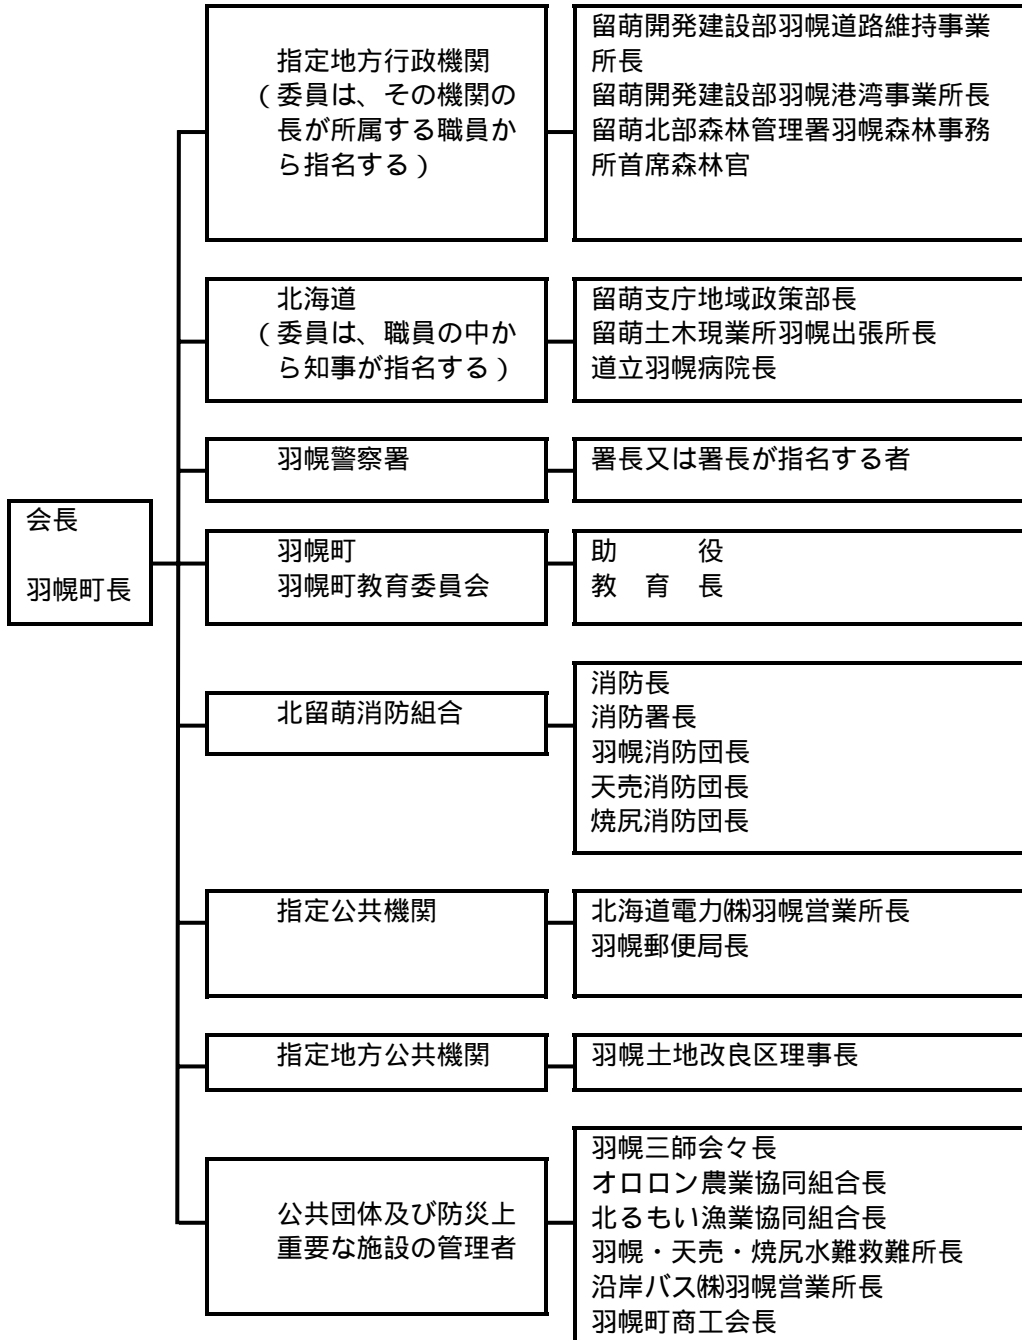 指定地方行政機関
（委員は、その機関の
長が所属する職員か
ら指名する）
留萌開発建設部羽幌道路維持事業
所長
留萌開発建設部羽幌港湾事業所長
留萌北部森林管理署羽幌森林事務
所首席森林官
北海道
（委員は、職員の中か
ら知事が指名する）
留萌支庁地域政策部長
留萌土木現業所羽幌出張所長
道立羽幌病院長
羽幌警察署
署長又は署長が指名する者
会長
羽幌町長
羽幌町
羽幌町教育委員会
助　　　役
教　育　長
北留萌消防組合
消防長
消防署長
羽幌消防団長
天売消防団長
焼尻消防団長
指定公共機関
北海道電力㈱羽幌営業所長
羽幌郵便局長
指定地方公共機関
羽幌土地改良区理事長
公共団体及び防災上
重要な施設の管理者
羽幌三師会々長
オロロン農業協同組合長
北るもい漁業協同組合長
羽幌・天売・焼尻水難救難所長
沿岸バス㈱羽幌営業所長
羽幌町商工会長